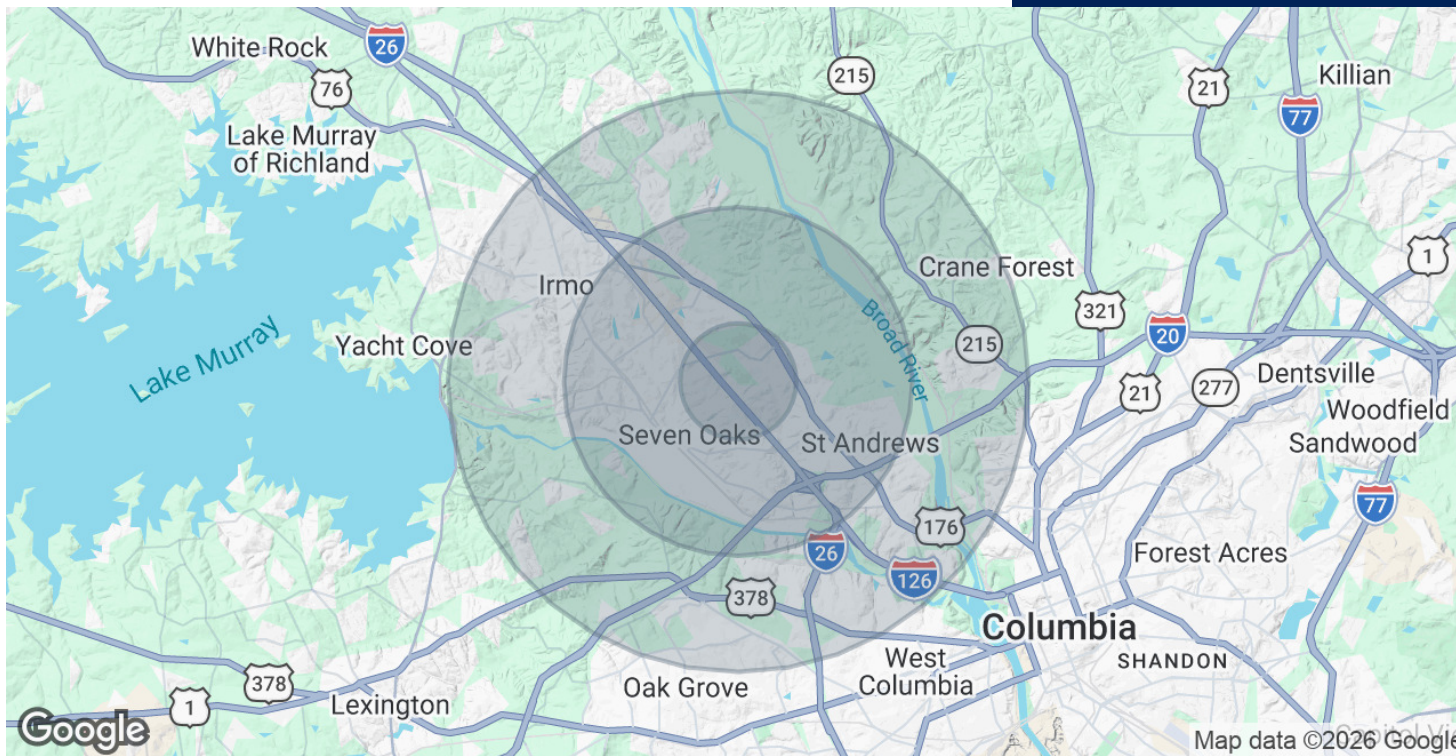 White Rock
26
76
215
21
Killian
77
Lake Murray
of Richland
Irmo
Crane Forest
1
Broad River
321
Yacht Cove
215
20
Lake Murray
277
21
Dentsville
Woodfield
Sandwood
Seven Oaks
St Andrews
77
176
Forest Acres
26
126
378
Columbia
SHANDON
West
Columbia
378
Oak Grove
1
Lexington
Google
Map data ©2026 Google